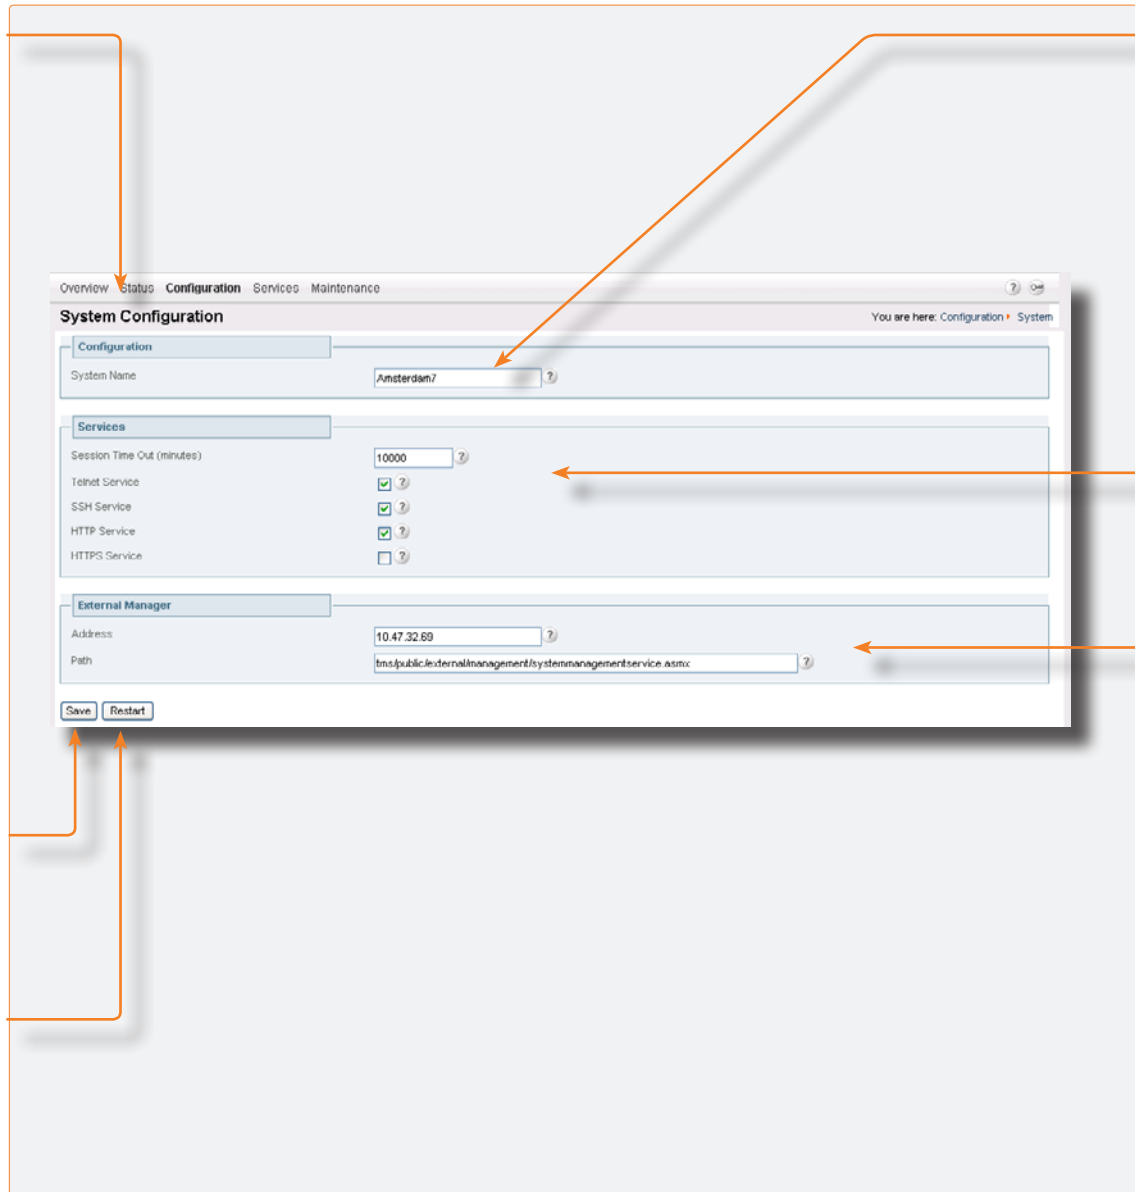 Overview Status Configuration Services Maintenance ?
System Configuration You are here: Configuration System
Configuration
System Name Amsterdam7 ?
Services
Session Time Out (minutes) 10000 ?
Telnet Service ?
SSH Service ?
HTTP Service ?
HTTPS Service ?
External Manager
Address 10.47.32.69 ?
Path tms/public/external/management/systemmanagementservice.asmx ?
Save Restart